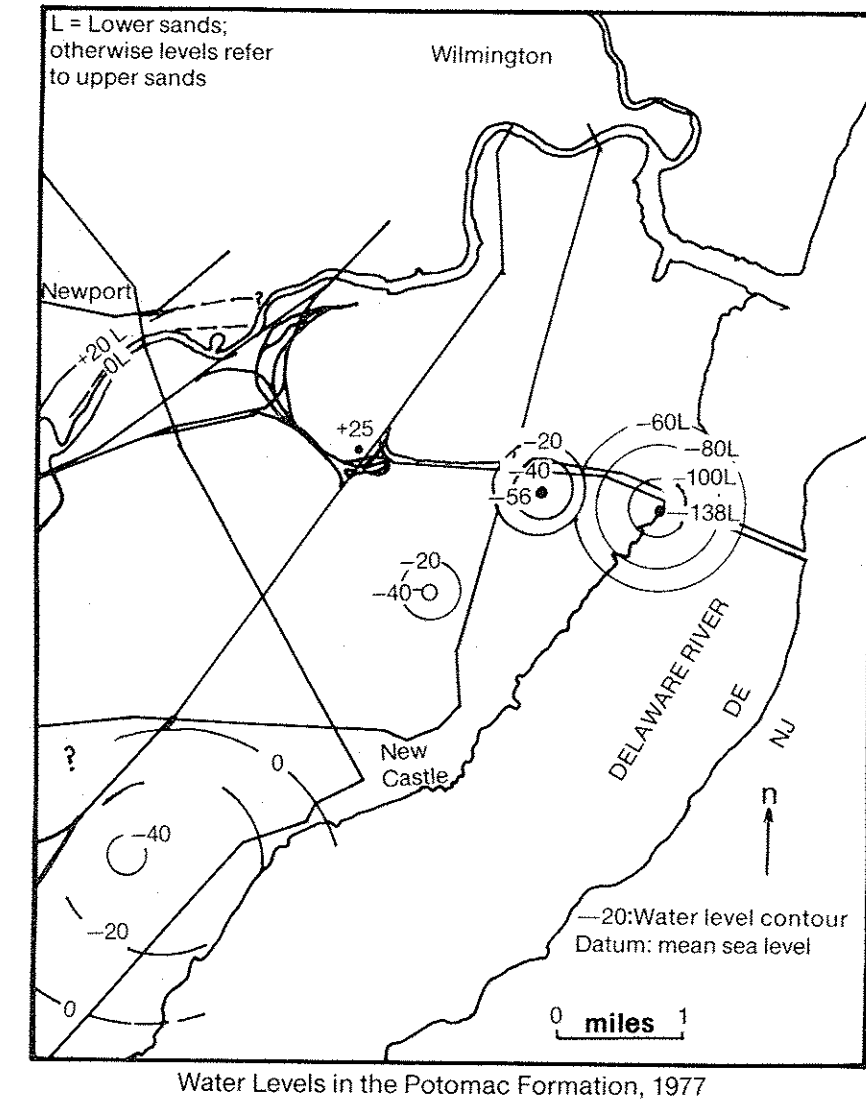 L = Lower sands;
otherwise levels refer
to upper sands
Wilmington
Newport
?
+20 L
0L
+25
−20
−40
−56
−60L
−80L
−100L
−138L
−20
−40
DELAWARE RIVER
DE
NJ
New
Castle
?
0
−40
−20
0
n
—20:Water level contour
Datum: mean sea level
0 miles 1
Water Levels in the Potomac Formation, 1977